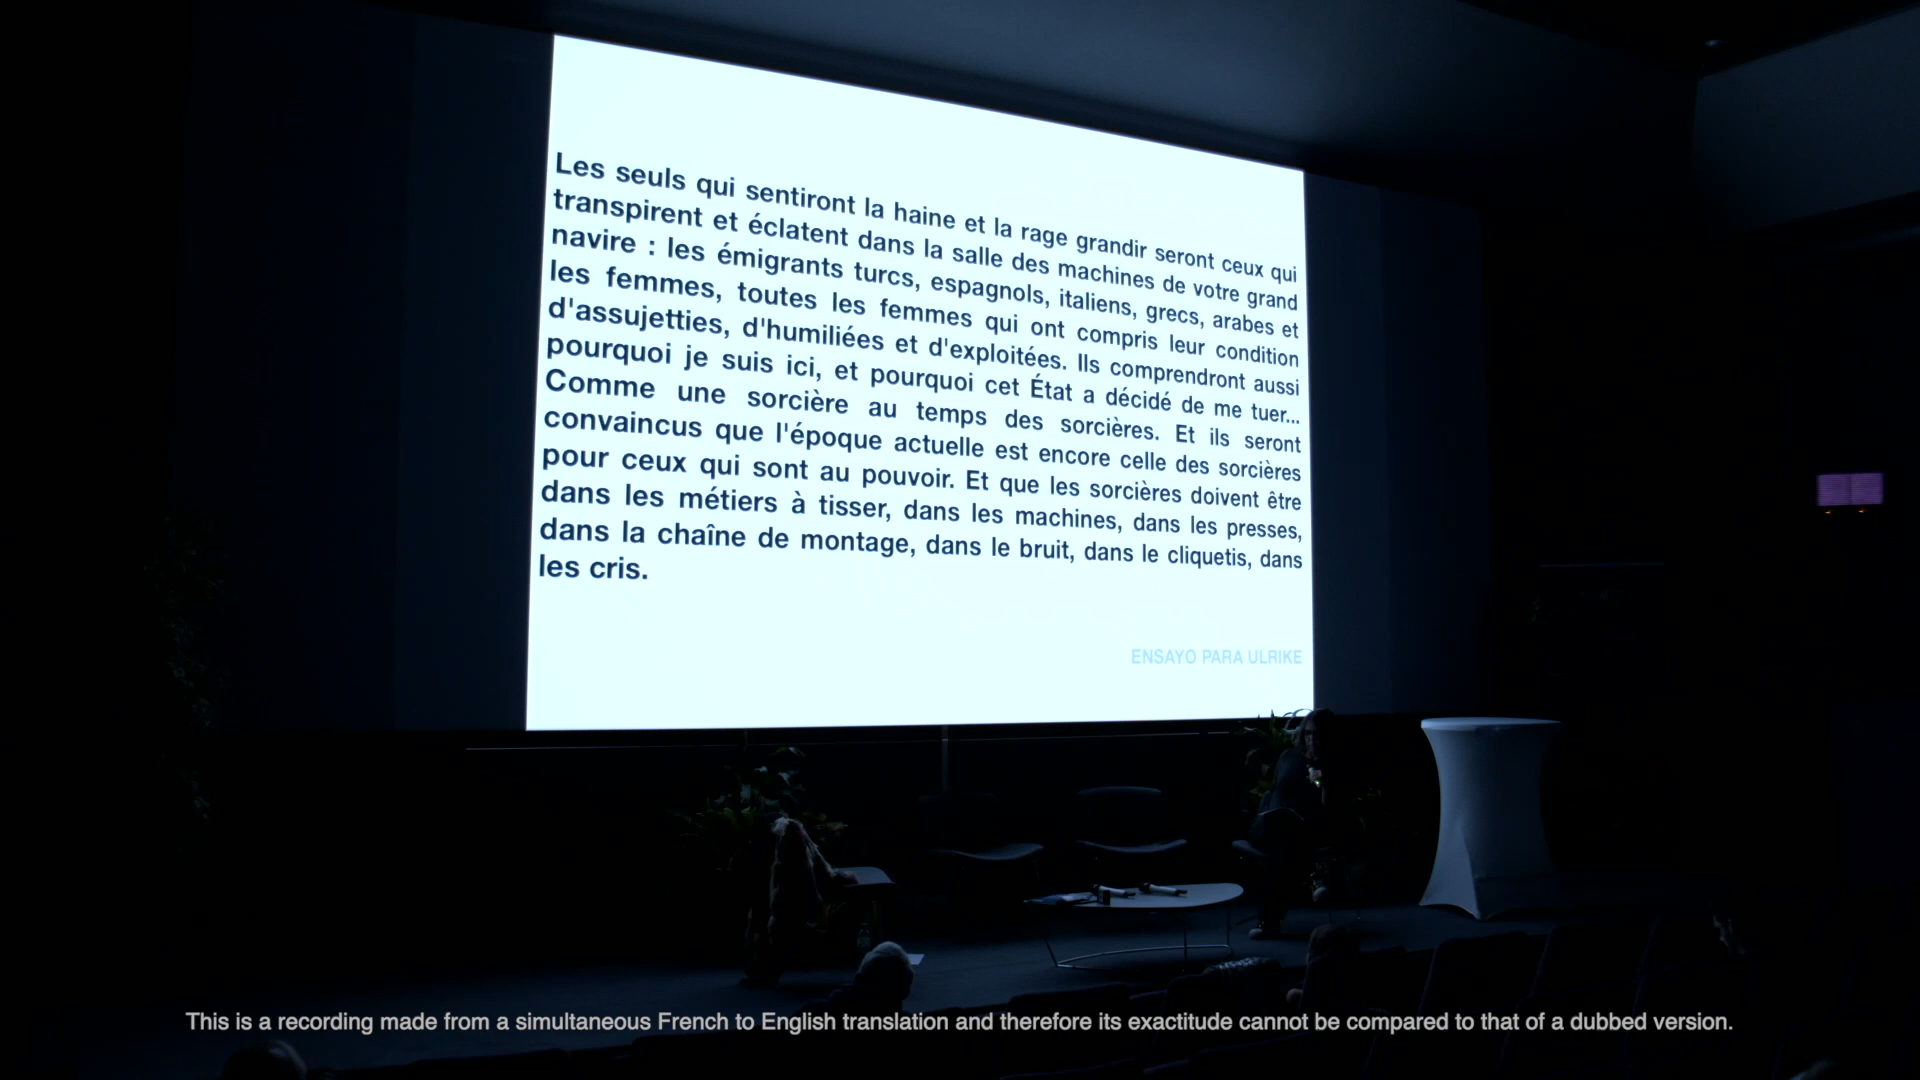 Les seuls qui sentiront la haine et la rage grandir seront ceux qui
transpirent et éclatent dans la salle des machines de votre grand
navire : les émigrants turcs, espagnols, italiens, grecs, arabes et
les femmes, toutes les femmes qui ont compris leur condition
d'assujetties, d'humiliées et d'exploitées. Ils comprendront aussi
pourquoi je suis ici, et pourquoi cet État a décidé de me tuer...
Comme une sorcière au temps des sorcières. Et ils seront
convaincus que l'époque actuelle est encore celle des sorcières
pour ceux qui sont au pouvoir. Et que les sorcières doivent être
dans les métiers à tisser, dans les machines, dans les presses,
dans la chaîne de montage, dans le bruit, dans le cliquetis, dans
les cris.
ENSAYO PARA ULRIKE
This is a recording made from a simultaneous French to English translation and therefore its exactitude cannot be compared to that of a dubbed version.